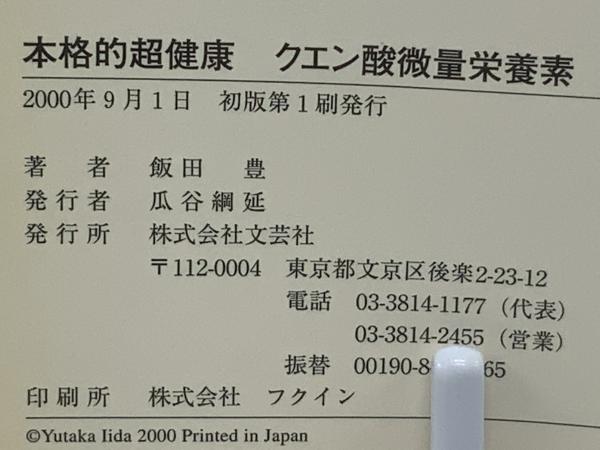 本格的超健康　クエン酸微量栄養素
2000年9月1日　初版第1刷発行
著　者　飯田　豊
発行者　瓜谷綱延
発行所　株式会社文芸社
〒112-0004　東京都文京区後楽2-23-12
電話　03-3814-1177（代表）
03-3814-2455（営業）
振替　00190-8 65
印刷所　株式会社　フクイン
©Yutaka Iida 2000 Printed in Japan